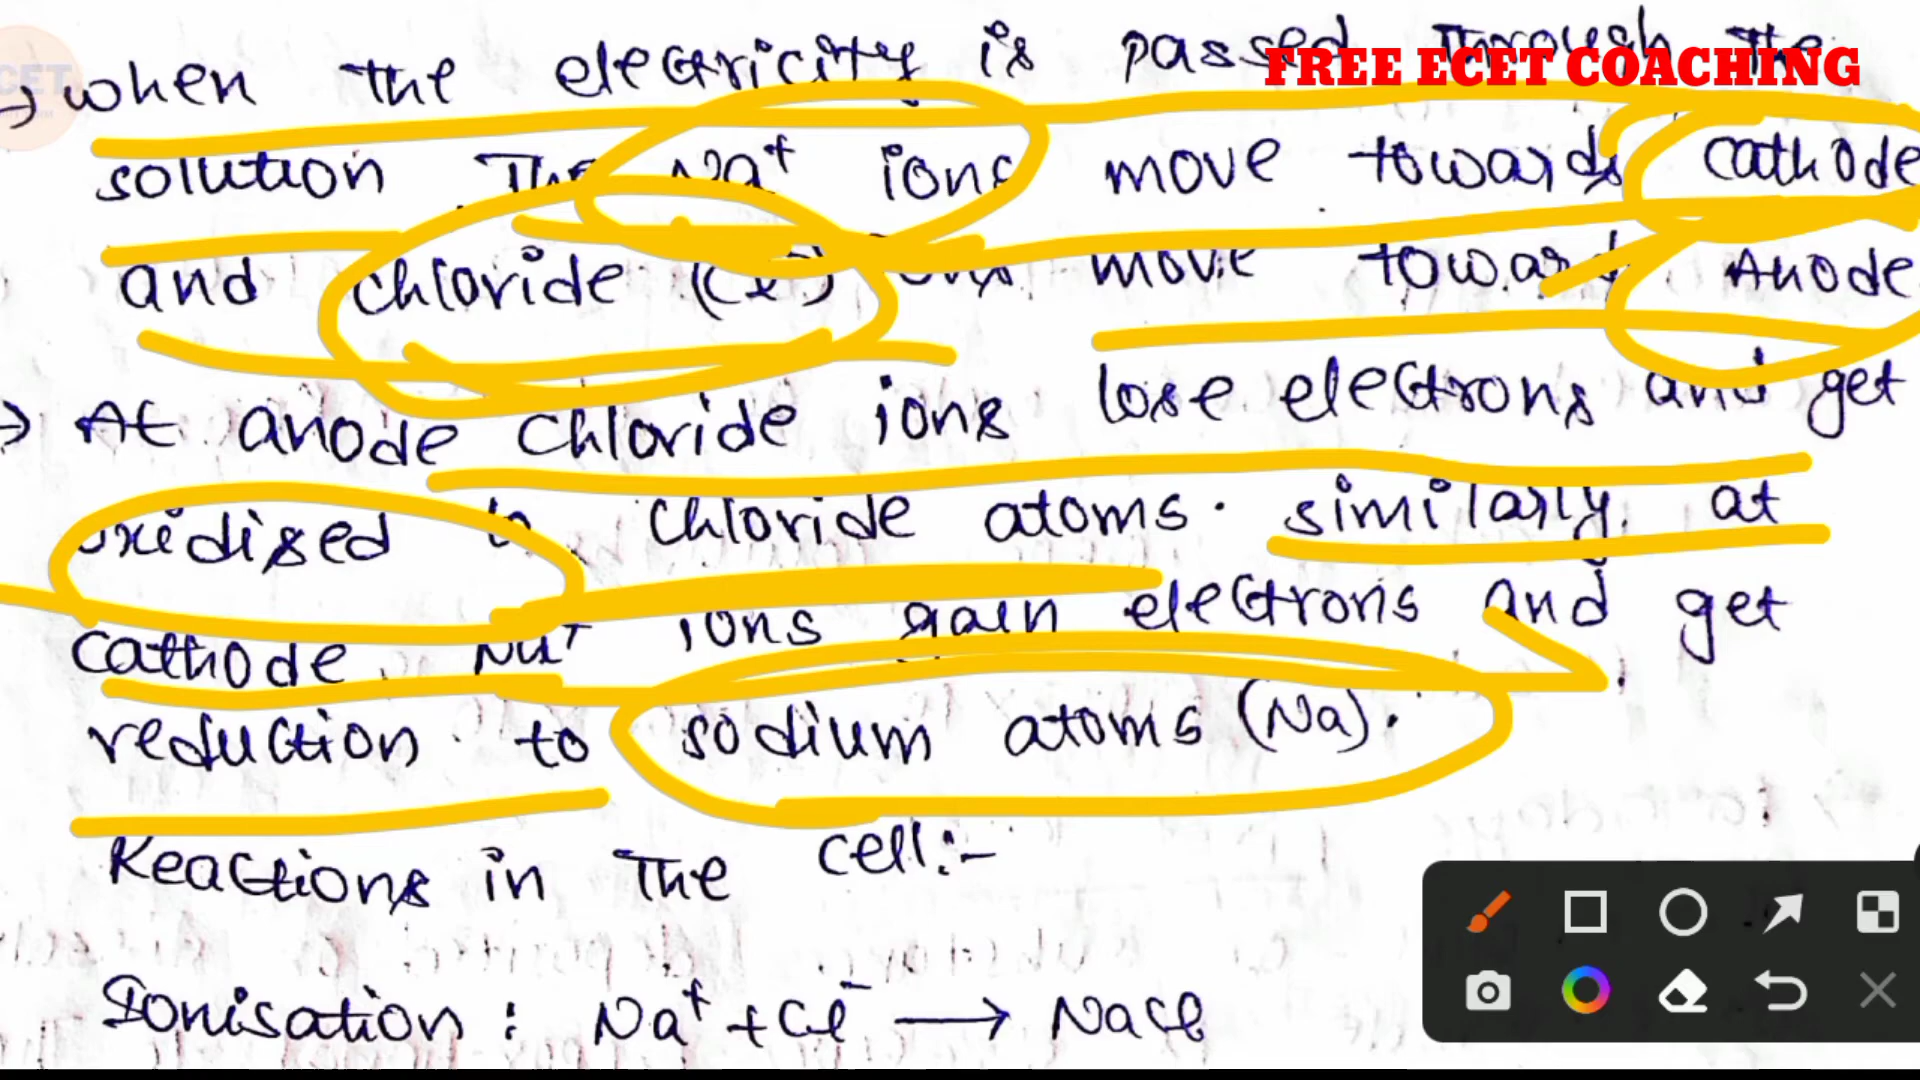 → when the electricity is passed through the
FREE ECET COACHING
solution The Na⁺ ions move towards cathode
and chloride (Cl⁻) ions move toward Anode
→ At anode chloride ions lose electrons and get
oxidised to chloride atoms. similarly at
cathode Na⁺ ions gain electrons and get
reduction to sodium atoms (Na).
Reactions in the cell:-
Ionisation : Na⁺ + Cl⁻ → NaCl